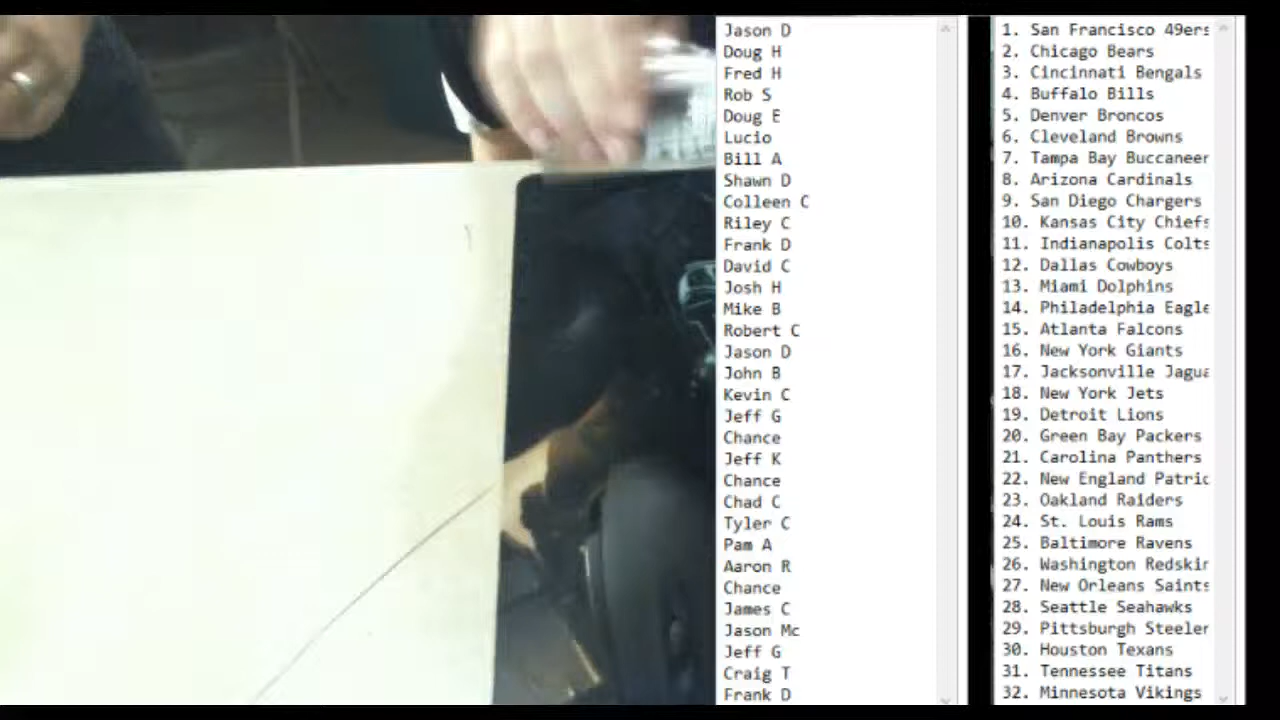 Jason D
Doug H
Fred H
Rob S
Doug E
Lucio
Bill A
Shawn D
Colleen C
Riley C
Frank D
David C
Josh H
Mike B
Robert C
Jason D
John B
Kevin C
Jeff G
Chance
Jeff K
Chance
Chad C
Tyler C
Pam A
Aaron R
Chance
James C
Jason Mc
Jeff G
Craig T
Frank D
1. San Francisco 49ers
2. Chicago Bears
3. Cincinnati Bengals
4. Buffalo Bills
5. Denver Broncos
6. Cleveland Browns
7. Tampa Bay Buccaneer
8. Arizona Cardinals
9. San Diego Chargers
10. Kansas City Chiefs
11. Indianapolis Colts
12. Dallas Cowboys
13. Miami Dolphins
14. Philadelphia Eagle
15. Atlanta Falcons
16. New York Giants
17. Jacksonville Jagua
18. New York Jets
19. Detroit Lions
20. Green Bay Packers
21. Carolina Panthers
22. New England Patric
23. Oakland Raiders
24. St. Louis Rams
25. Baltimore Ravens
26. Washington Redskin
27. New Orleans Saints
28. Seattle Seahawks
29. Pittsburgh Steeler
30. Houston Texans
31. Tennessee Titans
32. Minnesota Vikings